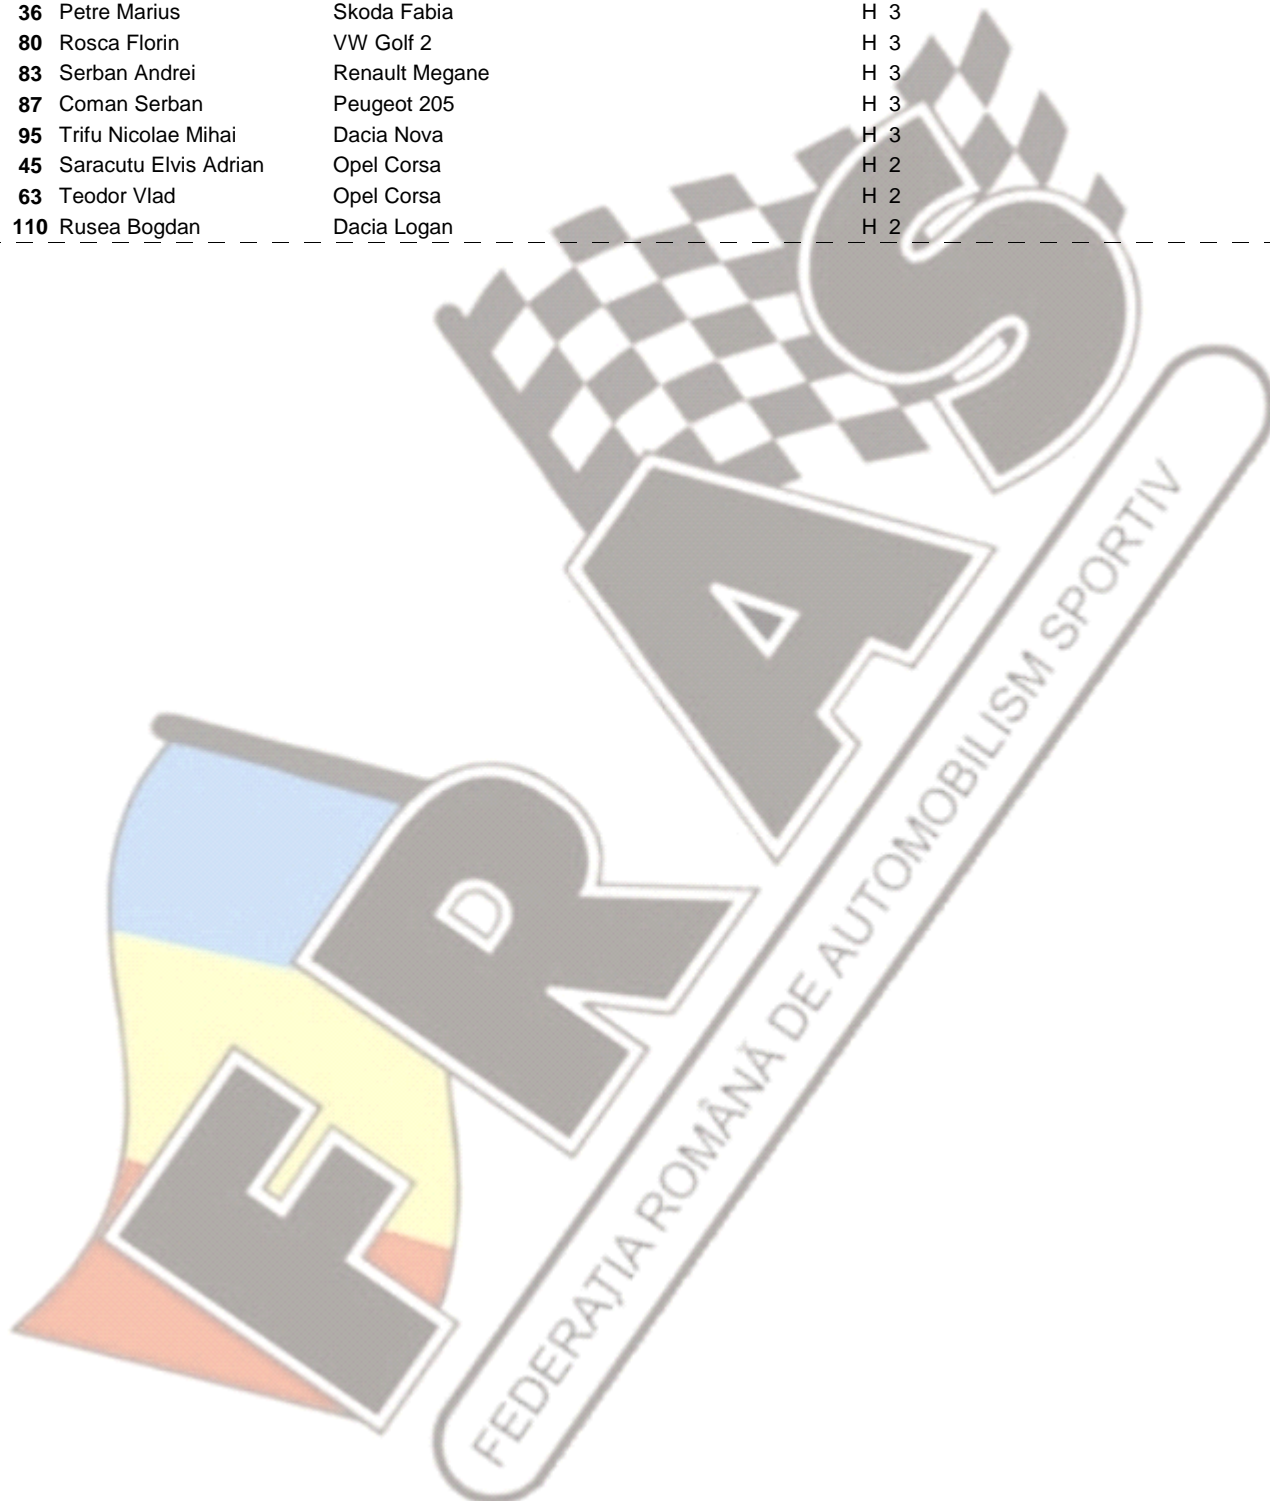 36 Petre Marius Skoda Fabia H 3
80 Rosca Florin VW Golf 2 H 3
83 Serban Andrei Renault Megane H 3
87 Coman Serban Peugeot 205 H 3
95 Trifu Nicolae Mihai Dacia Nova H 3
45 Saracutu Elvis Adrian Opel Corsa H 2
63 Teodor Vlad Opel Corsa H 2
110 Rusea Bogdan Dacia Logan H 2
FRAS
FEDERAŢIA ROMÂNĂ DE AUTOMOBILISM SPORTIV